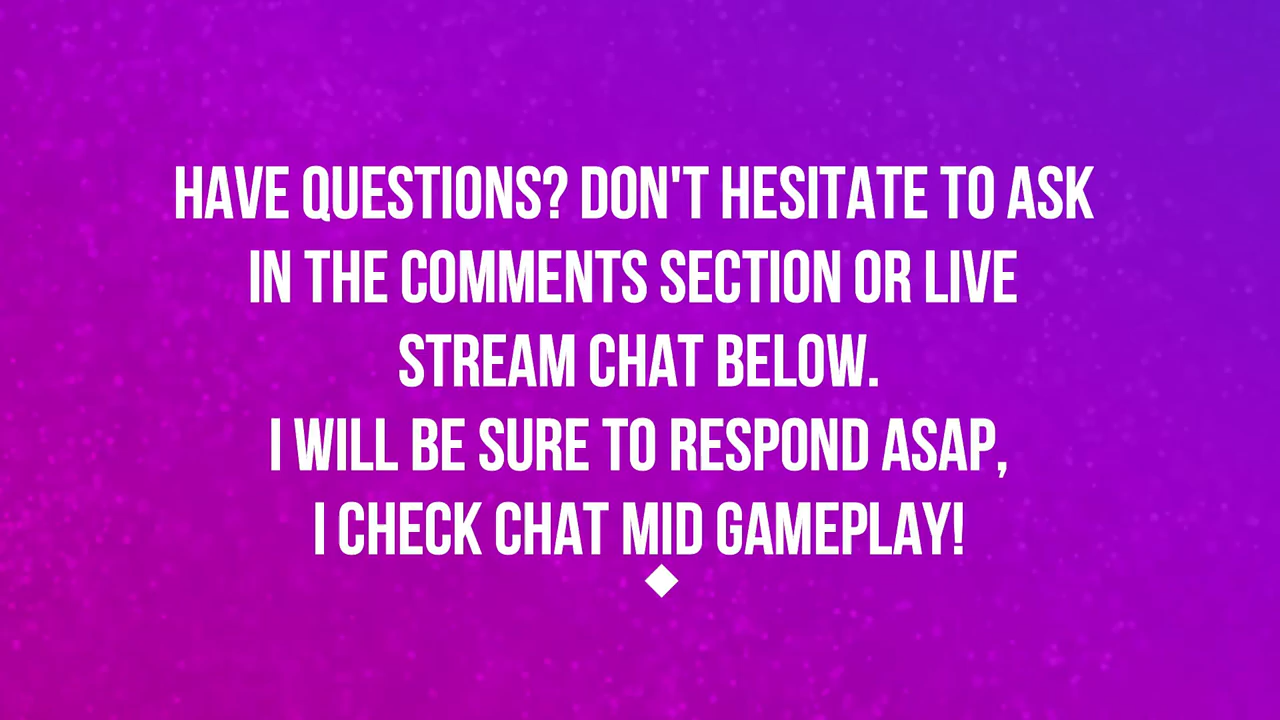 HAVE QUESTIONS? DON'T HESITATE TO ASK
IN THE COMMENTS SECTION OR LIVE
STREAM CHAT BELOW.
I WILL BE SURE TO RESPOND ASAP,
I CHECK CHAT MID GAMEPLAY!